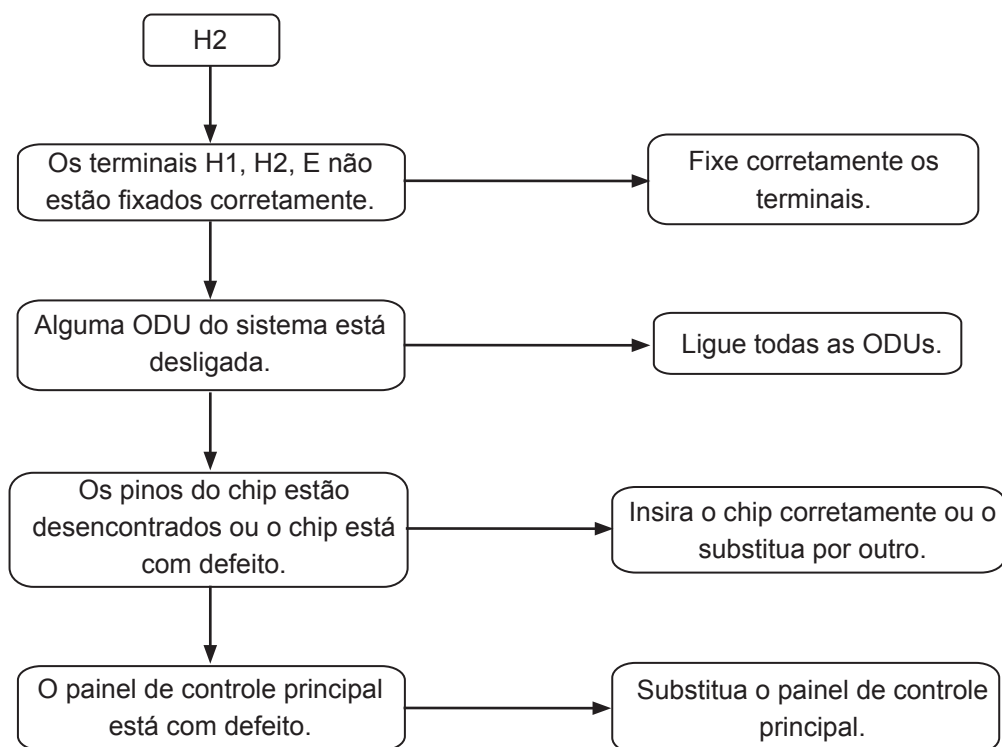 H2
Os terminais H1, H2, E não
estão fixados corretamente.
Fixe corretamente os
terminais.
Alguma ODU do sistema está
desligada.
Ligue todas as ODUs.
Os pinos do chip estão
desencontrados ou o chip está
com defeito.
Insira o chip corretamente ou o
substitua por outro.
O painel de controle principal
está com defeito.
Substitua o painel de controle
principal.